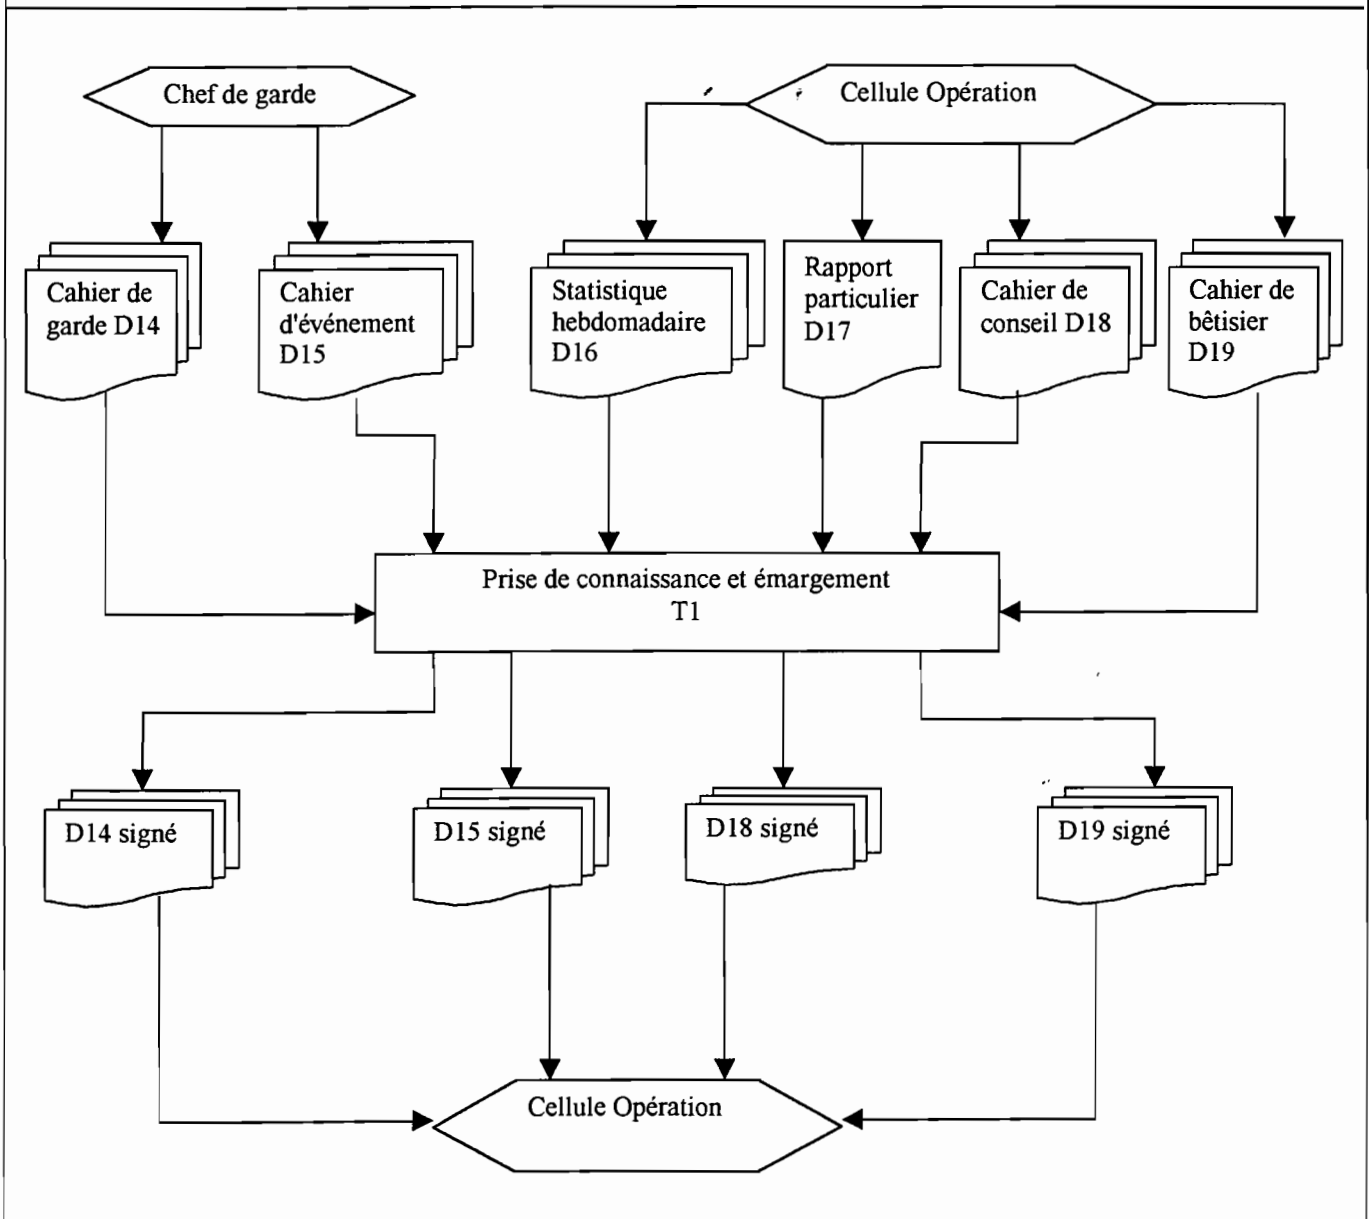 Chef de garde
Cellule Opération
Cahier de
garde D14
Cahier
d'événement
D15
Statistique
hebdomadaire
D16
Rapport
particulier
D17
Cahier de
conseil D18
Cahier de
bêtisier
D19
Prise de connaissance et émargement
T1
D14 signé
D15 signé
D18 signé
D19 signé
Cellule Opération